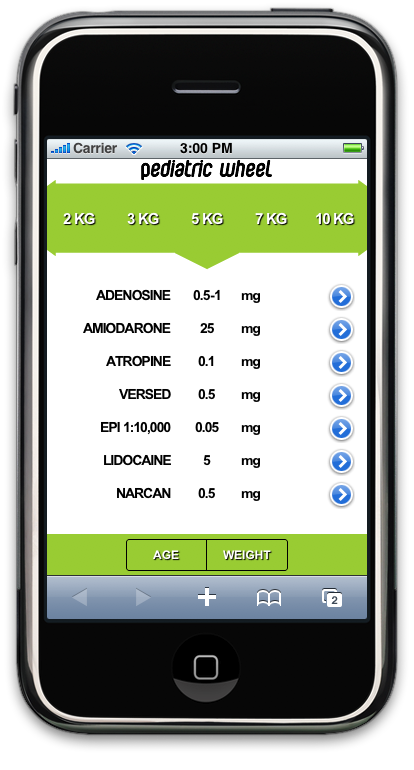 Carrier 3:00 PM
pediatric wheel
2 KG 3 KG 5 KG 7 KG 10 KG
ADENOSINE 0.5-1 mg
AMIODARONE 25 mg
ATROPINE 0.1 mg
VERSED 0.5 mg
EPI 1:10,000 0.05 mg
LIDOCAINE 5 mg
NARCAN 0.5 mg
AGE WEIGHT
2